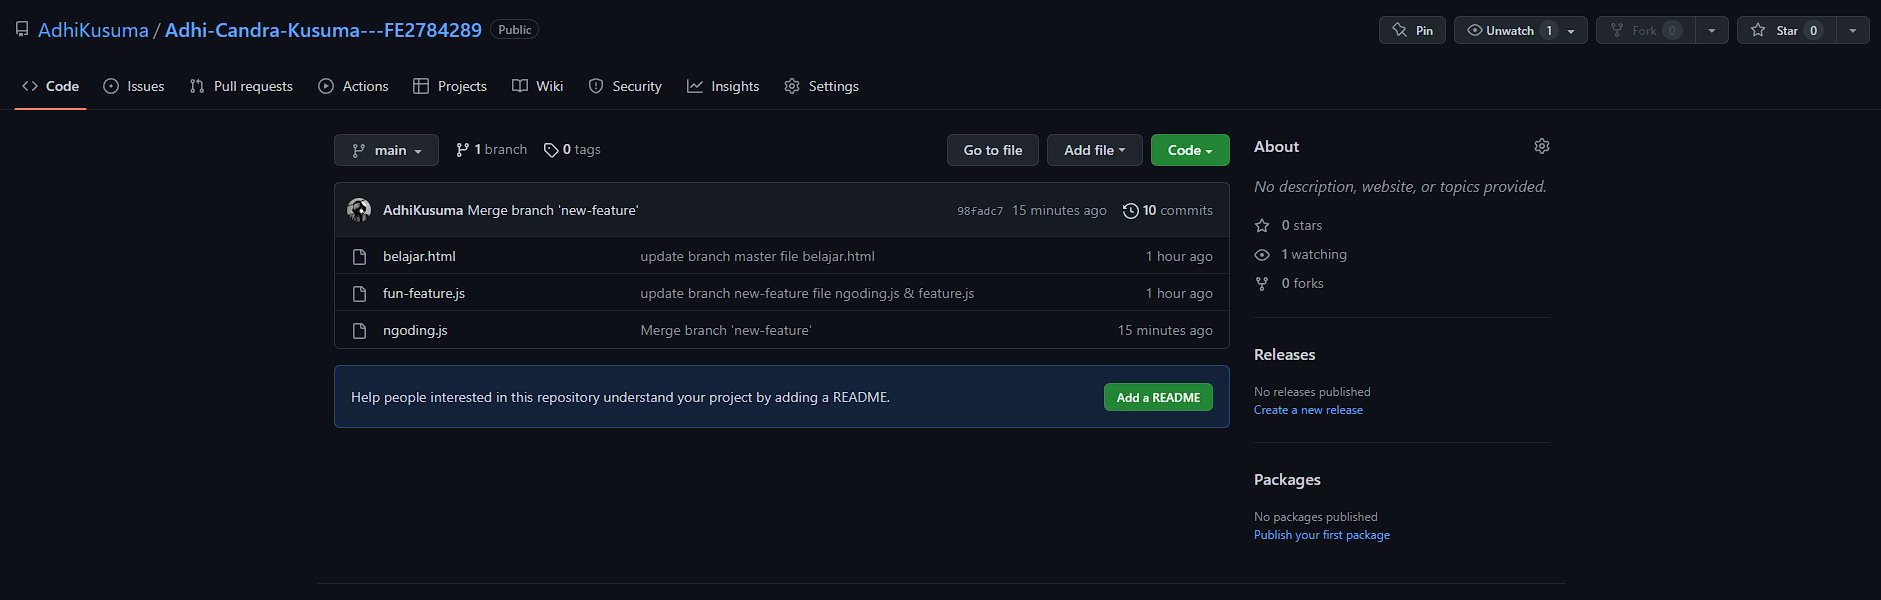 AdhiKusuma / Adhi-Candra-Kusuma---FE2784289 Public
Pin
Unwatch 1
Fork 0
Star 0
Code
Issues
Pull requests
Actions
Projects
Wiki
Security
Insights
Settings
main
1 branch
0 tags
Go to file
Add file
Code
AdhiKusuma Merge branch 'new-feature'
98fadc7 15 minutes ago
10 commits
belajar.html update branch master file belajar.html 1 hour ago
fun-feature.js update branch new-feature file ngoding.js & feature.js 1 hour ago
ngoding.js Merge branch 'new-feature' 15 minutes ago
Help people interested in this repository understand your project by adding a README.
Add a README
About
No description, website, or topics provided.
0 stars
1 watching
0 forks
Releases
No releases published
Create a new release
Packages
No packages published
Publish your first package